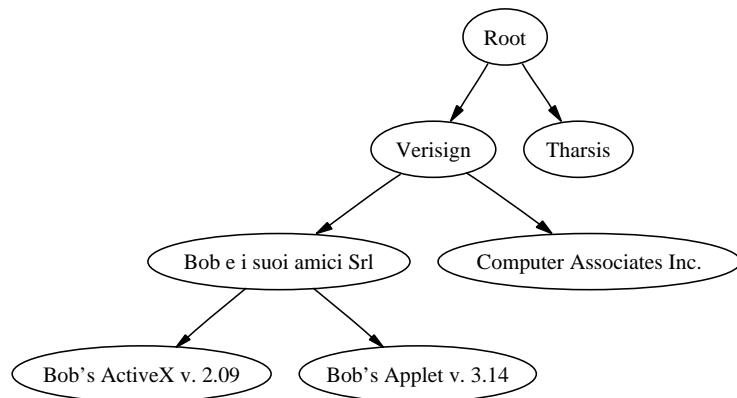 Root
Verisign
Tharsis
Bob e i suoi amici Srl
Computer Associates Inc.
Bob's ActiveX v. 2.09
Bob's Applet v. 3.14